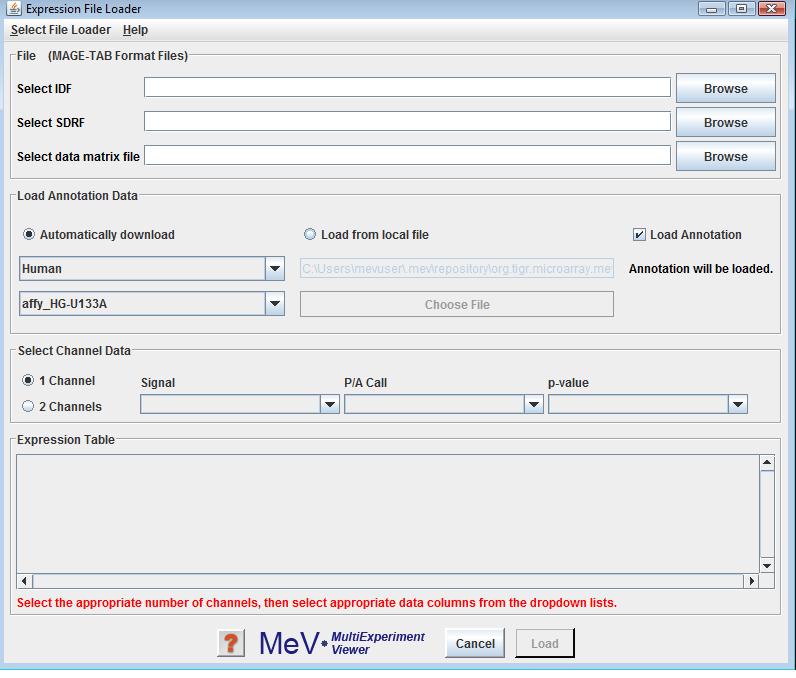 Expression File Loader
Select File Loader Help
File (MAGE-TAB Format Files)
Select IDF
Browse
Select SDRF
Browse
Select data matrix file
Browse
Load Annotation Data
Automatically download
Load from local file
Load Annotation
Human
C:\Users\mevuser\.mev\repository\org.tigr.microarray.me
Annotation will be loaded.
affy_HG-U133A
Choose File
Select Channel Data
1 Channel
Signal
P/A Call
p-value
2 Channels
Expression Table
Select the appropriate number of channels, then select appropriate data columns from the dropdown lists.
?
MeV MultiExperiment
Viewer
Cancel
Load